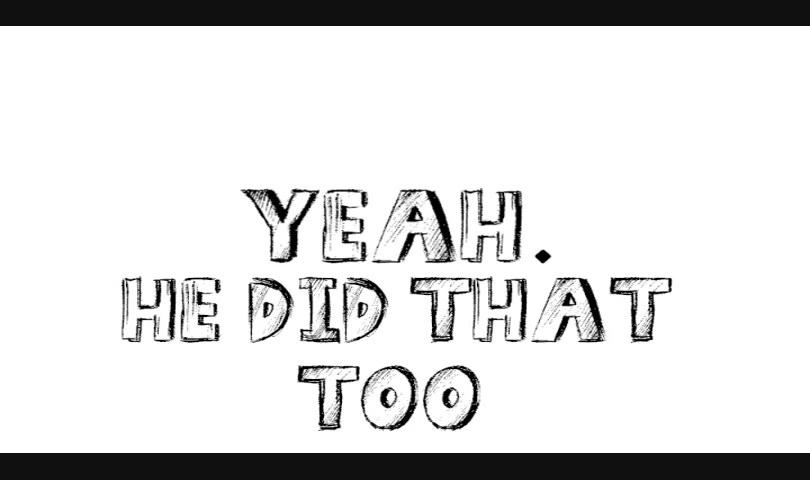 YEAH.
HE DID THAT
TOO